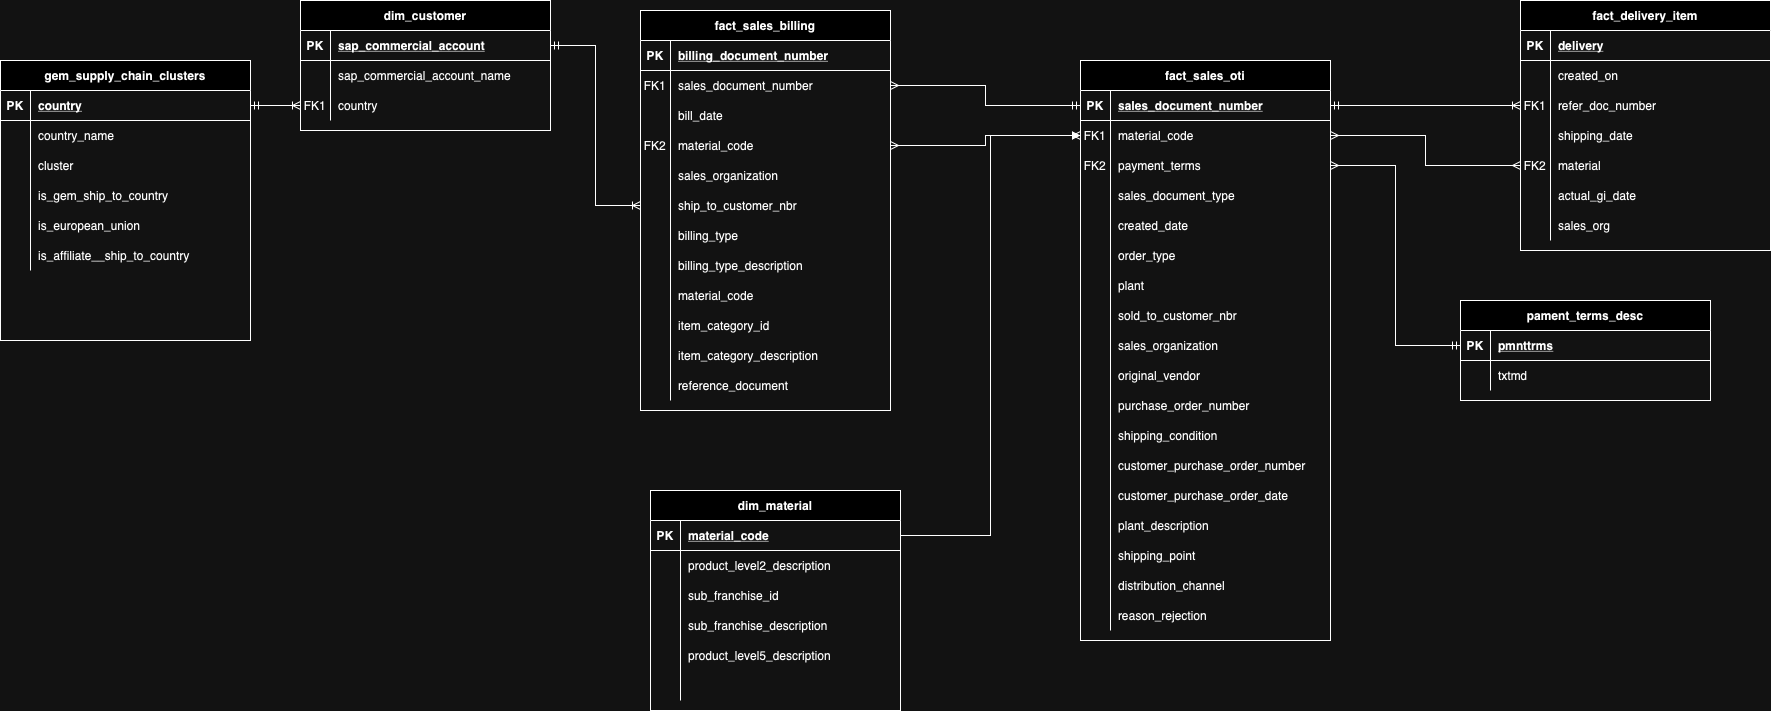 gem_supply_chain_clusters
PK country
country_name
cluster
is_gem_ship_to_country
is_european_union
is_affiliate__ship_to_country
dim_customer
PK sap_commercial_account
sap_commercial_account_name
FK1 country
fact_sales_billing
PK billing_document_number
FK1 sales_document_number
bill_date
FK2 material_code
sales_organization
ship_to_customer_nbr
billing_type
billing_type_description
material_code
item_category_id
item_category_description
reference_document
dim_material
PK material_code
product_level2_description
sub_franchise_id
sub_franchise_description
product_level5_description
fact_sales_oti
PK sales_document_number
FK1 material_code
FK2 payment_terms
sales_document_type
created_date
order_type
plant
sold_to_customer_nbr
sales_organization
original_vendor
purchase_order_number
shipping_condition
customer_purchase_order_number
customer_purchase_order_date
plant_description
shipping_point
distribution_channel
reason_rejection
fact_delivery_item
PK delivery
created_on
FK1 refer_doc_number
shipping_date
FK2 material
actual_gi_date
sales_org
pament_terms_desc
PK pmnttrms
txtmd